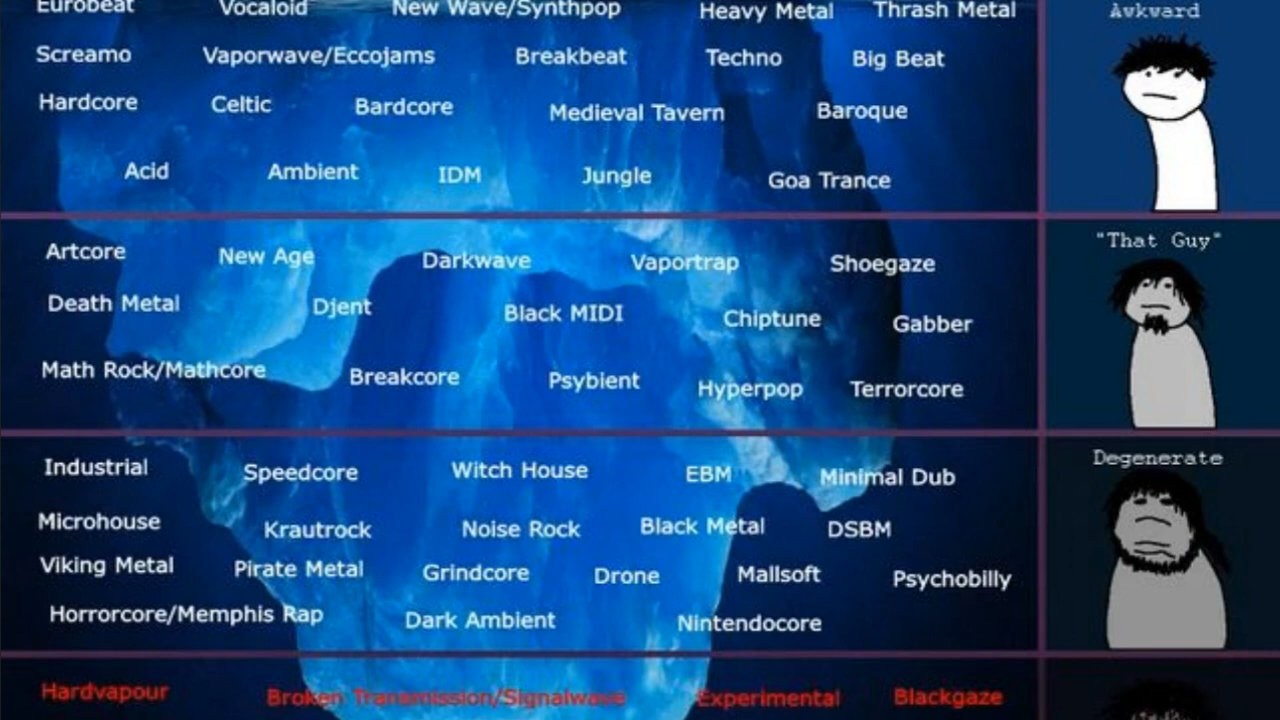 Eurobeat Vocaloid New Wave/Synthpop Heavy Metal Thrash Metal
Awkward
Screamo Vaporwave/Eccojams Breakbeat Techno Big Beat
Hardcore Celtic Bardcore Medieval Tavern Baroque
Acid Ambient IDM Jungle Goa Trance
"That Guy"
Artcore New Age Darkwave Vaportrap Shoegaze
Death Metal Djent Black MIDI Chiptune Gabber
Math Rock/Mathcore Breakcore Psybient Hyperpop Terrorcore
Degenerate
Industrial Speedcore Witch House EBM Minimal Dub
Microhouse Krautrock Noise Rock Black Metal DSBM
Viking Metal Pirate Metal Grindcore Drone Mallsoft Psychobilly
Horrorcore/Memphis Rap Dark Ambient Nintendocore
Hardvapour Broken Transmission/Signalwave Experimental Blackgaze